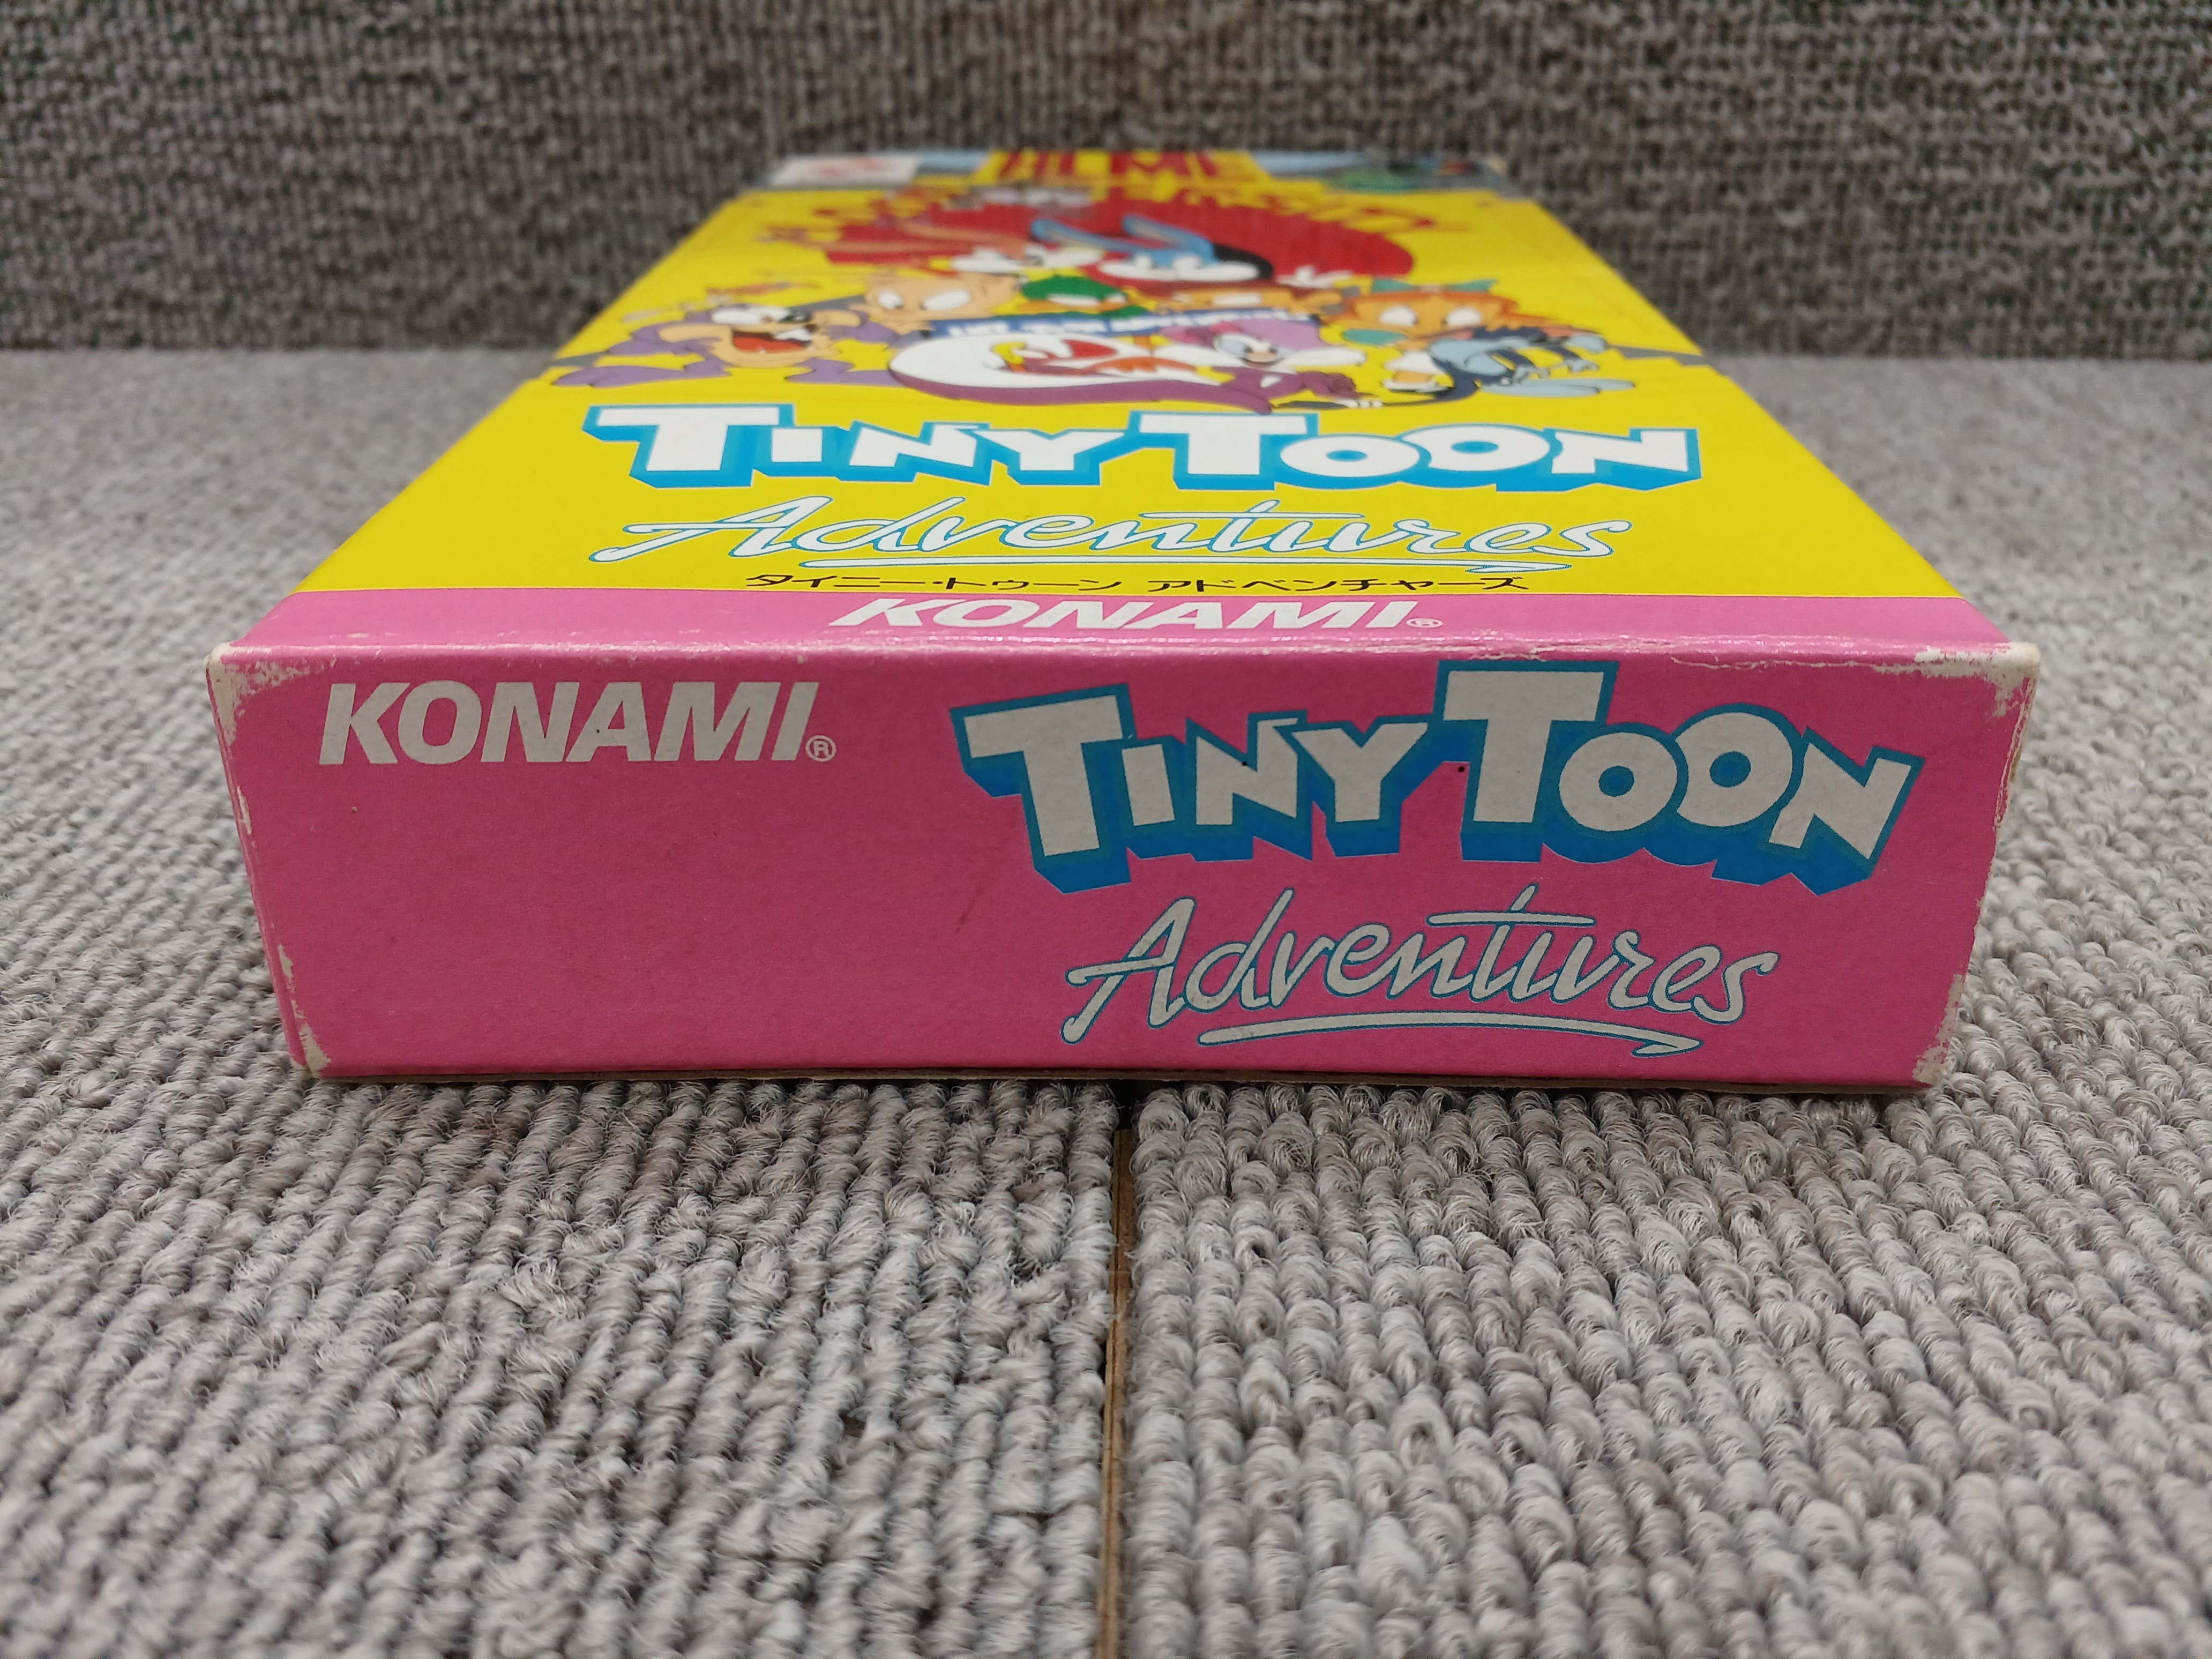 TINY TOON
Adventures
タイニー・トゥーン アドベンチャーズ
KONAMI®
KONAMI®
TINY TOON
Adventures